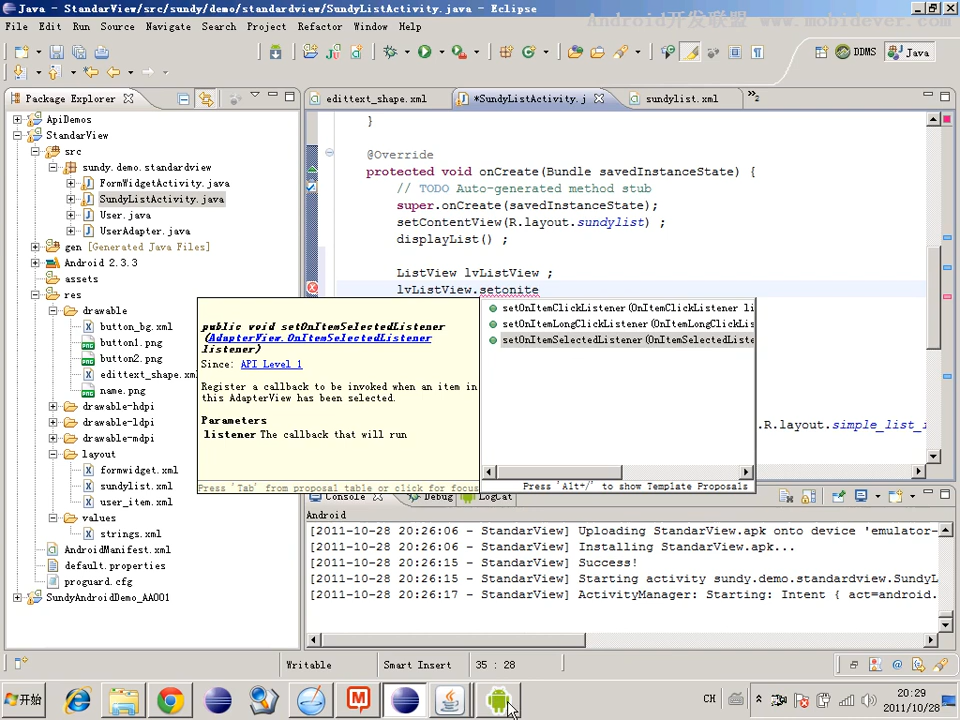 Java - StandarView/src/sundy/demo/standardview/SundyListActivity.java - Eclipse
Android开发联盟 www.mobidever.com
File Edit Run Source Navigate Search Project Refactor Window Help
DDMS Java
Package Explorer
edittext_shape.xml *SundyListActivity.j sundylist.xml »2
ApiDemos
StandarView
src
sundy.demo.standardview
FormWidgetActivity.java
SundyListActivity.java
User.java
UserAdapter.java
gen [Generated Java Files]
Android 2.3.3
assets
res
drawable
button_bg.xml
button1.png
button2.png
edittext_shape.xml
name.png
drawable-hdpi
drawable-ldpi
drawable-mdpi
layout
formwidget.xml
sundylist.xml
user_item.xml
values
strings.xml
AndroidManifest.xml
default.properties
proguard.cfg
SundyAndroidDemo_AA001
}
@Override
protected void onCreate(Bundle savedInstanceState) {
// TODO Auto-generated method stub
super.onCreate(savedInstanceState);
setContentView(R.layout.sundylist) ;
displayList() ;
ListView lvListView ;
lvListView.setonite
.R.layout.simple_list_i
public void setOnItemSelectedListener
(AdapterView.OnItemSelectedListener
listener)
Since: API Level 1
Register a callback to be invoked when an item in
this AdapterView has been selected.
Parameters
listener The callback that will run
Press 'Tab' from proposal table or click for focus
setOnItemClickListener(OnItemClickListener li
setOnItemLongClickListener(OnItemLongClickLis
setOnItemSelectedListener(OnItemSelectedListe
Press 'Alt+/' to show Template Proposals
Console Debug LogCat
Android
[2011-10-28 20:26:06 - StandarView] Uploading StandarView.apk onto device 'emulator-
[2011-10-28 20:26:06 - StandarView] Installing StandarView.apk...
[2011-10-28 20:26:15 - StandarView] Success!
[2011-10-28 20:26:15 - StandarView] Starting activity sundy.demo.standardview.SundyL
[2011-10-28 20:26:17 - StandarView] ActivityManager: Starting: Intent { act=android.
Writable Smart Insert 35 : 28
开始 CH 20:29
2011/10/28